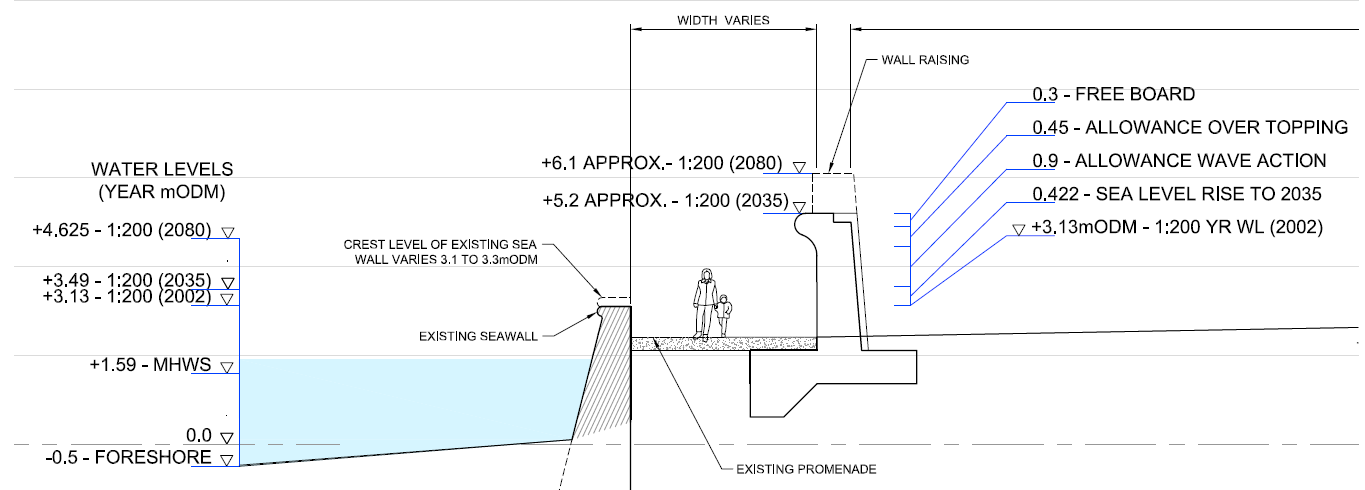 WIDTH VARIES
WALL RAISING
0.3 - FREE BOARD
0.45 - ALLOWANCE OVER TOPPING
0.9 - ALLOWANCE WAVE ACTION
0.422 - SEA LEVEL RISE TO 2035
+3.13mODM - 1:200 YR WL (2002)
+6.1 APPROX.- 1:200 (2080)
+5.2 APPROX. - 1:200 (2035)
WATER LEVELS
(YEAR mODM)
+4.625 - 1:200 (2080)
+3.49 - 1:200 (2035)
+3.13 - 1:200 (2002)
+1.59 - MHWS
0.0
-0.5 - FORESHORE
CREST LEVEL OF EXISTING SEA
WALL VARIES 3.1 TO 3.3mODM
EXISTING SEAWALL
EXISTING PROMENADE